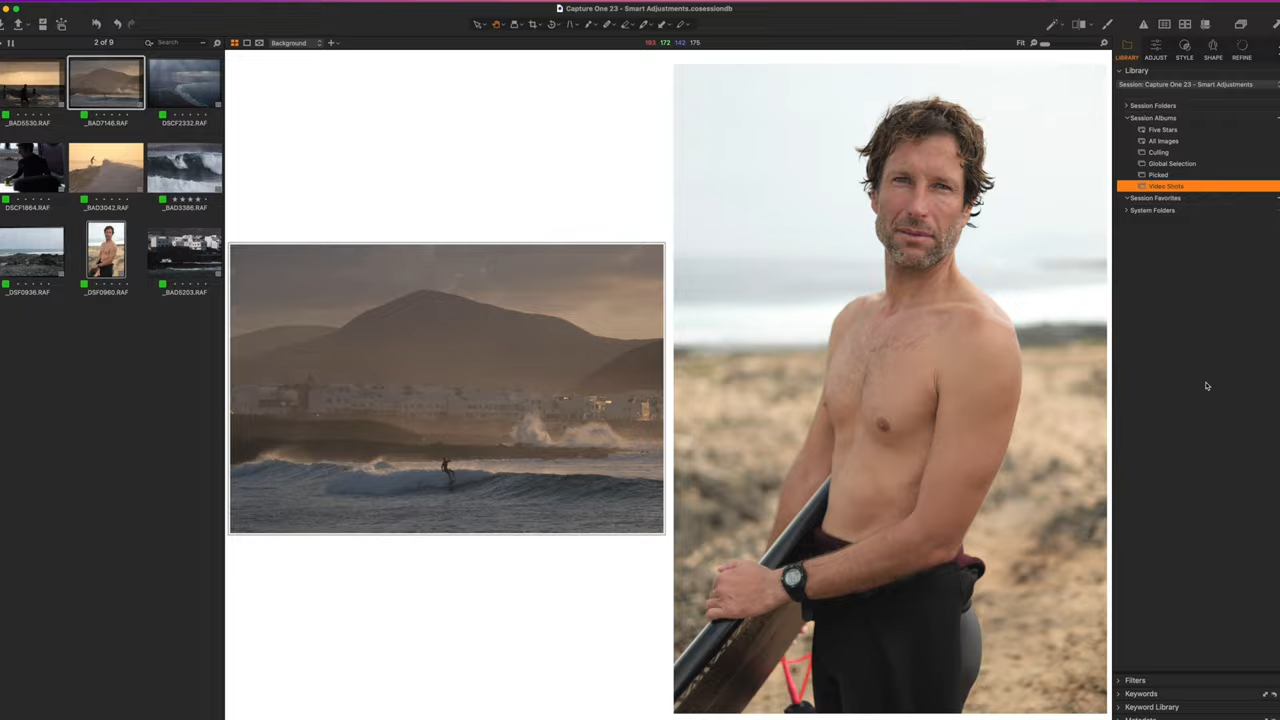 Capture One 23 - Smart Adjustments.cosessiondb
2 of 9
Search
Background
193 172 142 175
Fit
LIBRARY ADJUST STYLE SHAPE REFINE
Library
Session: Capture One 23 - Smart Adjustments
Session Folders
Session Albums
Five Stars
All Images
Culling
Global Selection
Picked
Video Shots
Session Favorites
System Folders
_BAD5530.RAF
_BAD7146.RAF
DSCF2332.RAF
DSCF1864.RAF
_BAD3042.RAF
_BAD3386.RAF
_DSF0936.RAF
_DSF0960.RAF
_BAD5203.RAF
Filters
Keywords
Keyword Library